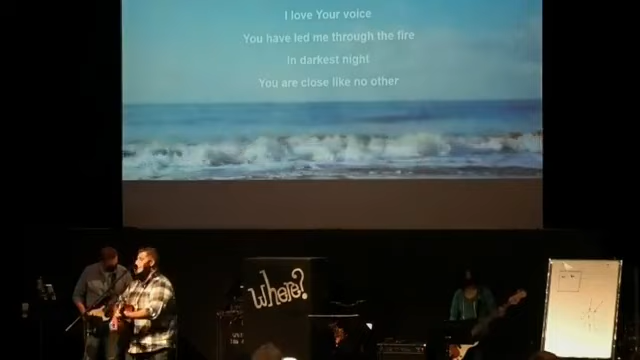 I love Your voice
You have led me through the fire
In darkest night
You are close like no other
where?